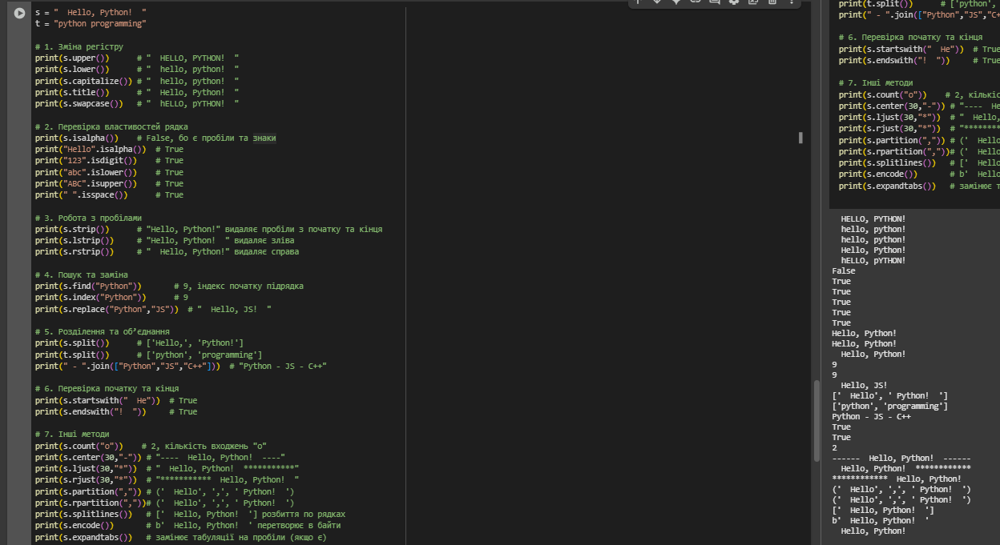 s = "  Hello, Python!  "
t = "python programming"

# 1. Зміна регістру
print(s.upper())      # "  HELLO, PYTHON!  "
print(s.lower())      # "  hello, python!  "
print(s.capitalize()) # "  hello, python!  "
print(s.title())      # "  Hello, Python!  "
print(s.swapcase())   # "  hELLO, pYTHON!  "

# 2. Перевірка властивостей рядка
print(s.isalpha())    # False, бо є пробіли та знаки
print("Hello".isalpha())  # True
print("123".isdigit())    # True
print("abc".islower())    # True
print("ABC".isupper())    # True
print(" ".isspace())      # True

# 3. Робота з пробілами
print(s.strip())      # "Hello, Python!" видаляє пробіли з початку та кінця
print(s.lstrip())     # "Hello, Python!  " видаляє зліва
print(s.rstrip())     # "  Hello, Python!" видаляє справа

# 4. Пошук та заміна
print(s.find("Python"))       # 9, індекс початку підрядка
print(s.index("Python"))      # 9
print(s.replace("Python","JS"))  # "  Hello, JS!  "

# 5. Розділення та об’єднання
print(s.split())      # ['Hello,', 'Python!']
print(t.split())      # ['python', 'programming']
print(" - ".join(["Python","JS","C++"]))  # "Python - JS - C++"

# 6. Перевірка початку та кінця
print(s.startswith("  He"))  # True
print(s.endswith("!  "))     # True

# 7. Інші методи
print(s.count("o"))    # 2, кількість входжень "o"
print(s.center(30,"-")) # "----  Hello, Python!  ----"
print(s.ljust(30,"*"))  # "  Hello, Python!  ***********"
print(s.rjust(30,"*"))  # "***********  Hello, Python!  "
print(s.partition(",")) # ('  Hello', ',', ' Python!  ')
print(s.rpartition(","))# ('  Hello', ',', ' Python!  ')
print(s.splitlines())   # ['  Hello, Python!  '] розбиття по рядках
print(s.encode())       # b'  Hello, Python!  ' перетворює в байти
print(s.expandtabs())   # замінює табуляції на пробіли (якщо є)
print(t.split())      # ['python',
print(" - ".join(["Python","JS","C+

# 6. Перевірка початку та кінця
print(s.startswith("  He"))  # True
print(s.endswith("!  "))     # True

# 7. Інші методи
print(s.count("o"))    # 2, кількіс
print(s.center(30,"-")) # "----  He
print(s.ljust(30,"*"))  # "  Hello,
print(s.rjust(30,"*"))  # "********
print(s.partition(",")) # ('  Hello
print(s.rpartition(","))# ('  Hello
print(s.splitlines())   # ['  Hello
print(s.encode())       # b'  Hello
print(s.expandtabs())   # замінює т
  HELLO, PYTHON!
  hello, python!
  hello, python!
  Hello, Python!
  hELLO, pYTHON!
False
True
True
True
True
True
Hello, Python!
Hello, Python!
  Hello, Python!
9
9
  Hello, JS!
['  Hello', ' Python!  ']
['python', 'programming']
Python - JS - C++
True
True
2
------  Hello, Python!  ------
  Hello, Python!  ************
************  Hello, Python!
('  Hello', ',', ' Python!  ')
('  Hello', ',', ' Python!  ')
['  Hello, Python!  ']
b'  Hello, Python!  '
  Hello, Python!